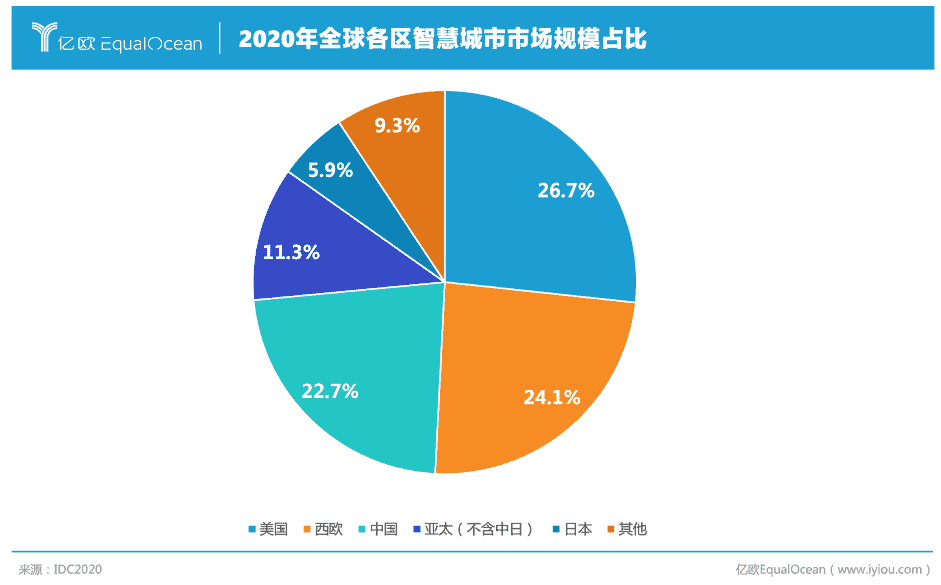 亿欧 EqualOcean
2020年全球各区智慧城市市场规模占比
9.3%
26.7%
5.9%
11.3%
22.7%
24.1%
美国 西欧 中国 亚太（不含中日） 日本 其他
来源：IDC2020
亿欧EqualOcean（www.iyiou.com）